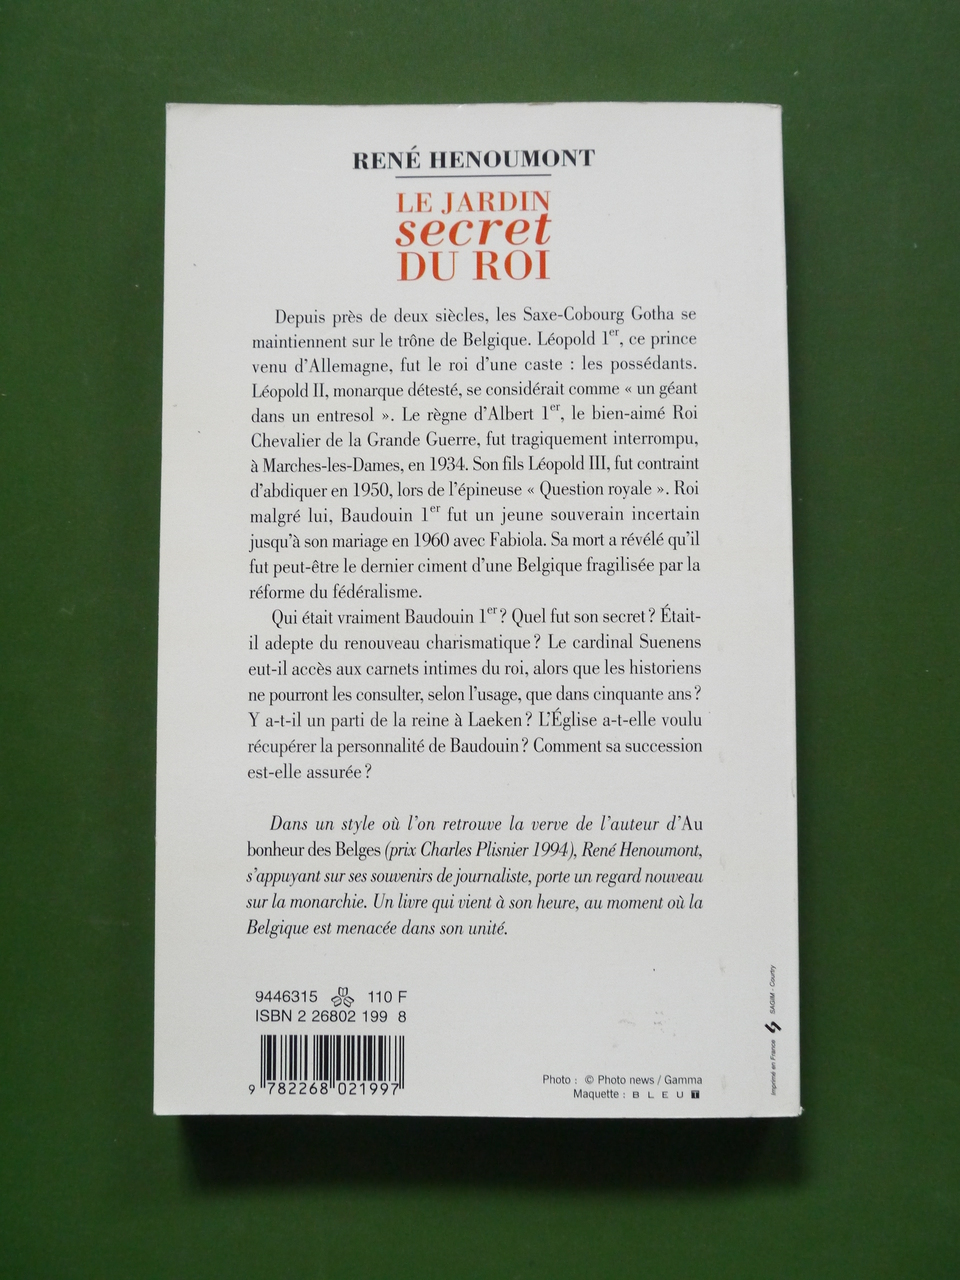 RENÉ HENOUMONT
LE JARDIN
secret
DU ROI
Depuis près de deux siècles, les Saxe-Cobourg Gotha se
maintiennent sur le trône de Belgique. Léopold 1er, ce prince
venu d'Allemagne, fut le roi d'une caste : les possédants.
Léopold II, monarque détesté, se considérait comme « un géant
dans un entresol ». Le règne d'Albert 1er, le bien-aimé Roi
Chevalier de la Grande Guerre, fut tragiquement interrompu,
à Marches-les-Dames, en 1934. Son fils Léopold III, fut contraint
d'abdiquer en 1950, lors de l'épineuse « Question royale ». Roi
malgré lui, Baudouin 1er fut un jeune souverain incertain
jusqu'à son mariage en 1960 avec Fabiola. Sa mort a révélé qu'il
fut peut-être le dernier ciment d'une Belgique fragilisée par la
réforme du fédéralisme.
Qui était vraiment Baudouin 1er ? Quel fut son secret ? Était-
il adepte du renouveau charismatique ? Le cardinal Suenens
eut-il accès aux carnets intimes du roi, alors que les historiens
ne pourront les consulter, selon l'usage, que dans cinquante ans ?
Y a-t-il un parti de la reine à Laeken ? L'Église a-t-elle voulu
récupérer la personnalité de Baudouin ? Comment sa succession
est-elle assurée ?
Dans un style où l'on retrouve la verve de l'auteur d'Au
bonheur des Belges (prix Charles Plisnier 1994), René Henoumont,
s'appuyant sur ses souvenirs de journaliste, porte un regard nouveau
sur la monarchie. Un livre qui vient à son heure, au moment où la
Belgique est menacée dans son unité.
9446315 110 F
ISBN 2 26802 199 8
9 782268 021997
Photo : © Photo news / Gamma
Maquette : BLEU T
Imprimé en France SAGIM - Courtry